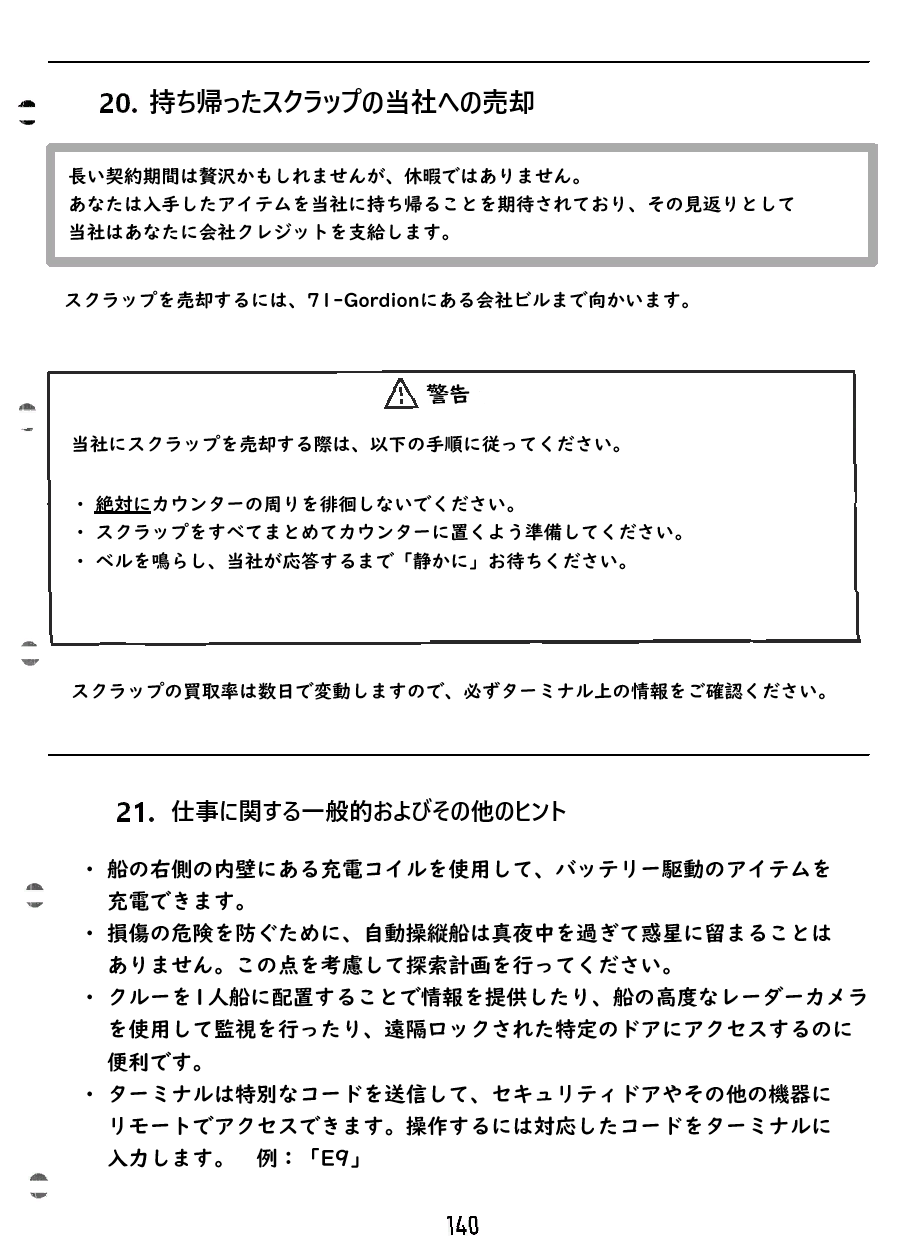 20. 持ち帰ったスクラップの当社への売却
長い契約期間は贅沢かもしれませんが、休暇ではありません。
あなたは入手したアイテムを当社に持ち帰ることを期待されており、その見返りとして
当社はあなたに会社クレジットを支給します。
スクラップを売却するには、71-Gordionにある会社ビルまで向かいます。
警告
当社にスクラップを売却する際は、以下の手順に従ってください。
・ 絶対にカウンターの周りを徘徊しないでください。
・ スクラップをすべてまとめてカウンターに置くよう準備してください。
・ ベルを鳴らし、当社が応答するまで「静かに」お待ちください。
スクラップの買取率は数日で変動しますので、必ずターミナル上の情報をご確認ください。
21. 仕事に関する一般的およびその他のヒント
・ 船の右側の内壁にある充電コイルを使用して、バッテリー駆動のアイテムを
充電できます。
・ 損傷の危険を防ぐために、自動操縦船は真夜中を過ぎて惑星に留まることは
ありません。この点を考慮して探索計画を行ってください。
・ クルーを1人船に配置することで情報を提供したり、船の高度なレーダーカメラ
を使用して監視を行ったり、遠隔ロックされた特定のドアにアクセスするのに
便利です。
・ ターミナルは特別なコードを送信して、セキュリティドアやその他の機器に
リモートでアクセスできます。操作するには対応したコードをターミナルに
入力します。 例：「E9」
140